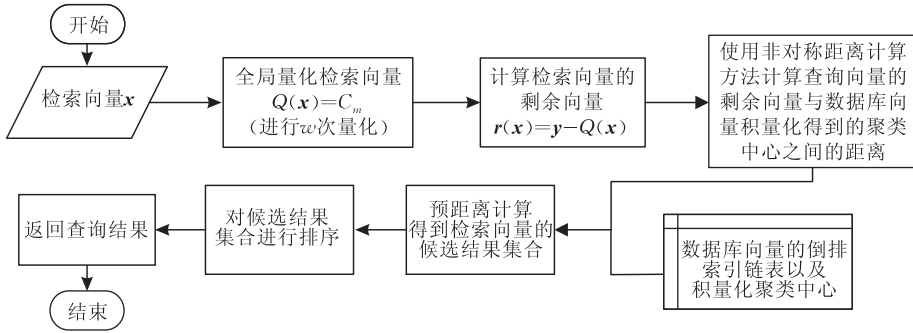 开始
检索向量x
全局量化检索向量
Q(x)=Cₘ
(进行w次量化)
计算检索向量的
剩余向量
r(x)=y−Q(x)
使用非对称距离计算
方法计算查询向量的
剩余向量与数据库向
量积量化得到的聚类
中心之间的距离
数据库向量的倒排
索引链表以及
积量化聚类中心
预距离计算
得到检索向量的
候选结果集合
对候选结果
集合进行排序
返回查询结果
结束